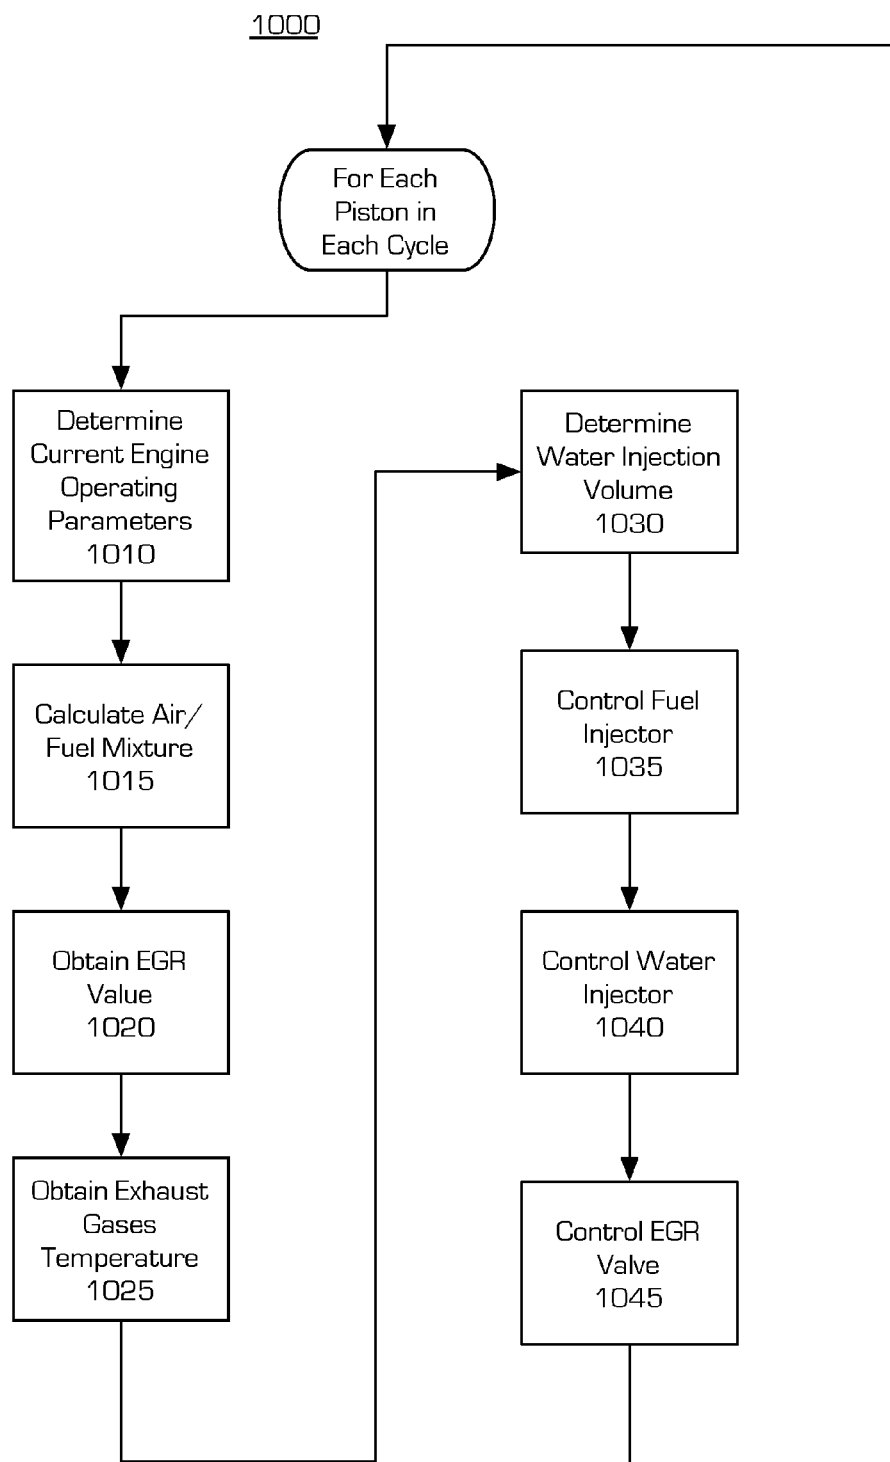 1000
For Each
Piston in
Each Cycle
Determine
Current Engine
Operating
Parameters
1010
Calculate Air/
Fuel Mixture
1015
Obtain EGR
Value
1020
Obtain Exhaust
Gases
Temperature
1025
Determine
Water Injection
Volume
1030
Control Fuel
Injector
1035
Control Water
Injector
1040
Control EGR
Valve
1045